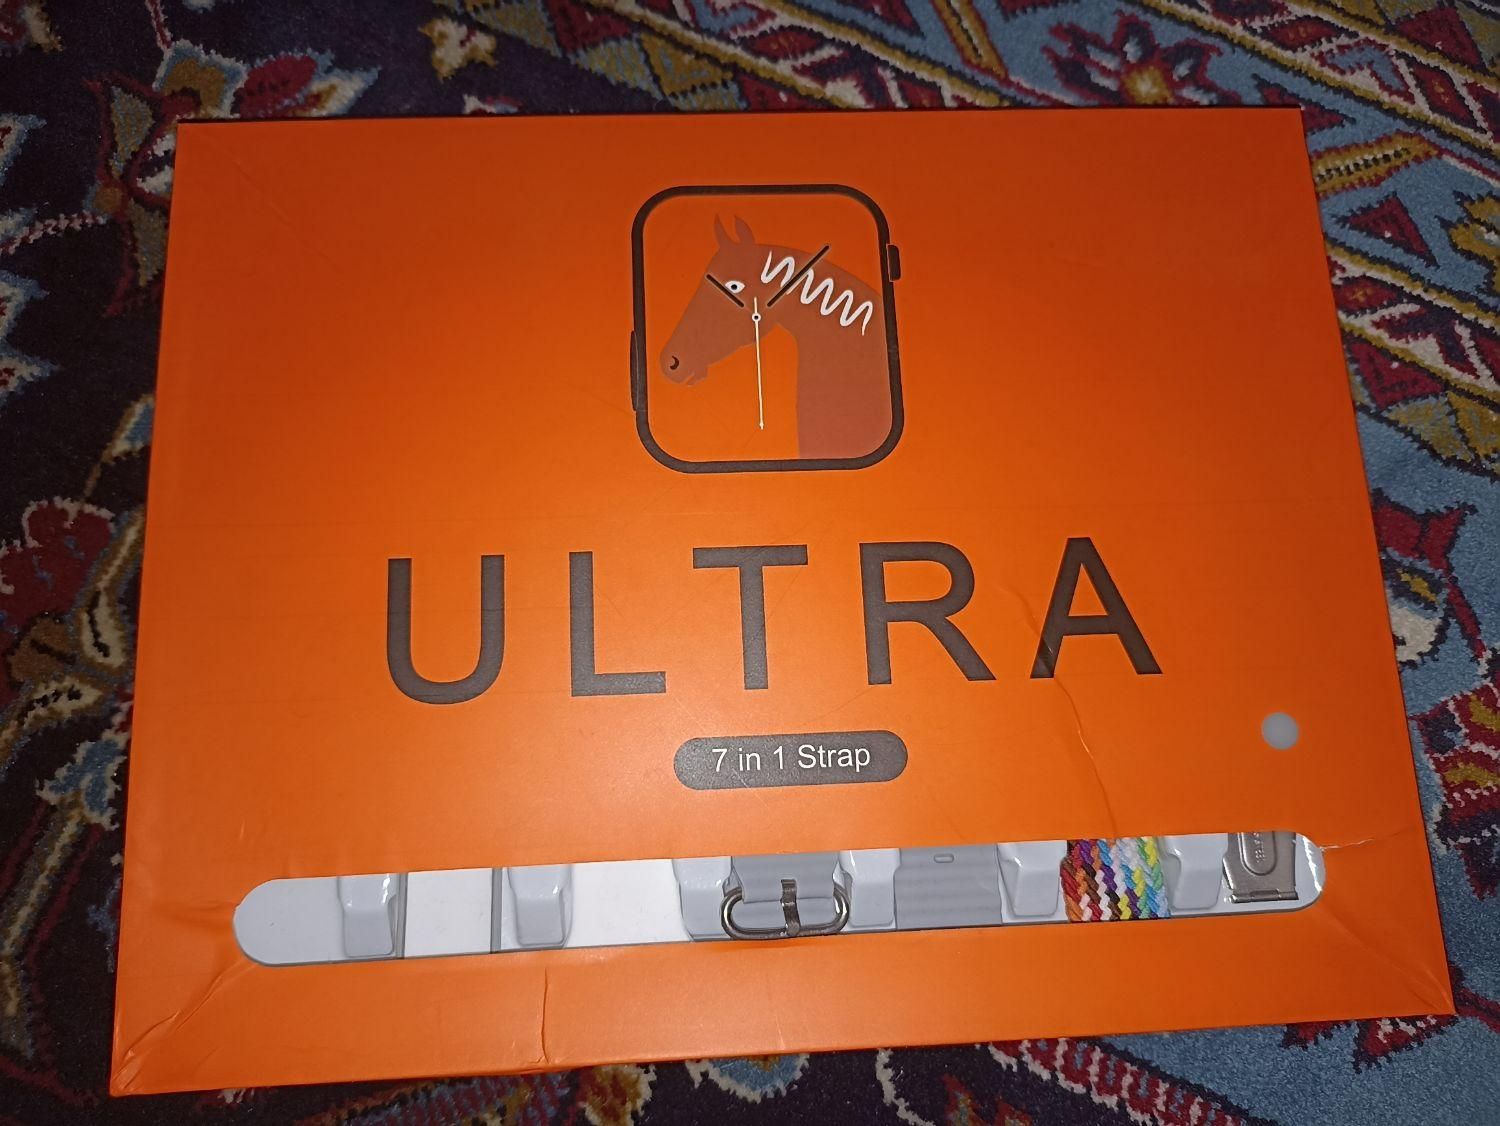 ULTRA
7 in 1 Strap